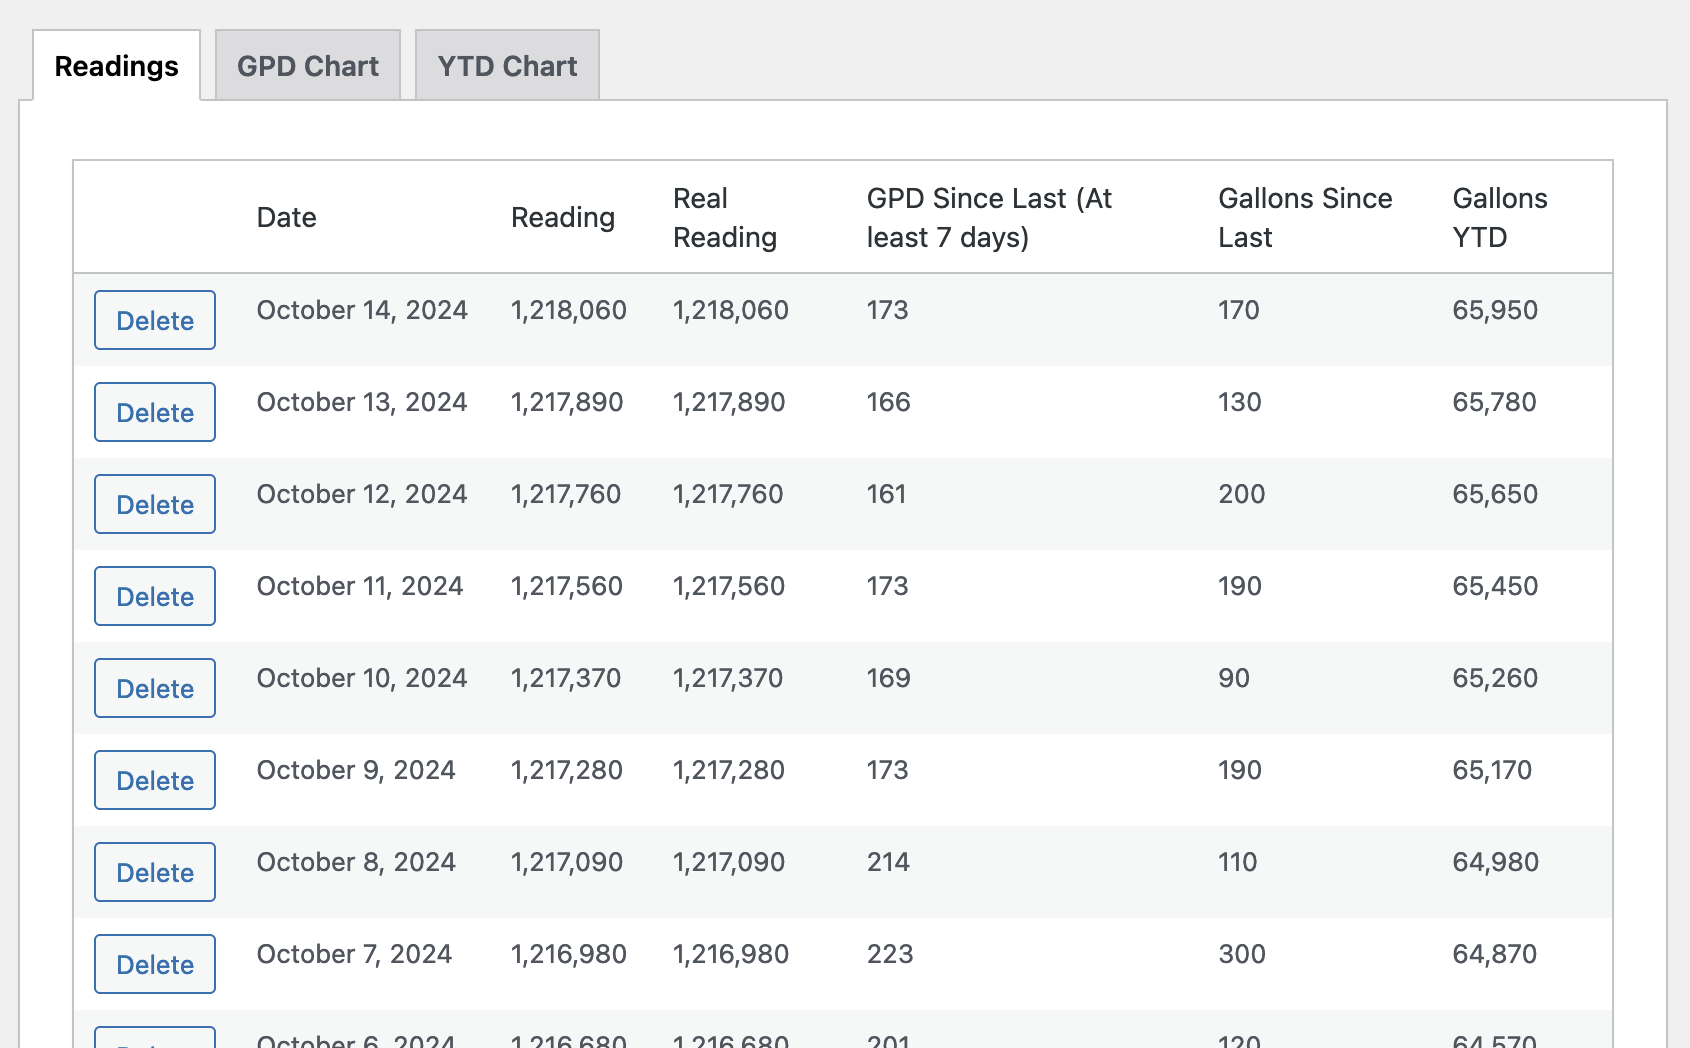 Readings GPD Chart YTD Chart
Date Reading Real Reading GPD Since Last (At least 7 days) Gallons Since Last Gallons YTD
Delete October 14, 2024 1,218,060 1,218,060 173 170 65,950
Delete October 13, 2024 1,217,890 1,217,890 166 130 65,780
Delete October 12, 2024 1,217,760 1,217,760 161 200 65,650
Delete October 11, 2024 1,217,560 1,217,560 173 190 65,450
Delete October 10, 2024 1,217,370 1,217,370 169 90 65,260
Delete October 9, 2024 1,217,280 1,217,280 173 190 65,170
Delete October 8, 2024 1,217,090 1,217,090 214 110 64,980
Delete October 7, 2024 1,216,980 1,216,980 223 300 64,870
October 6, 2024 1,216,680 1,216,680 201 120 64,570